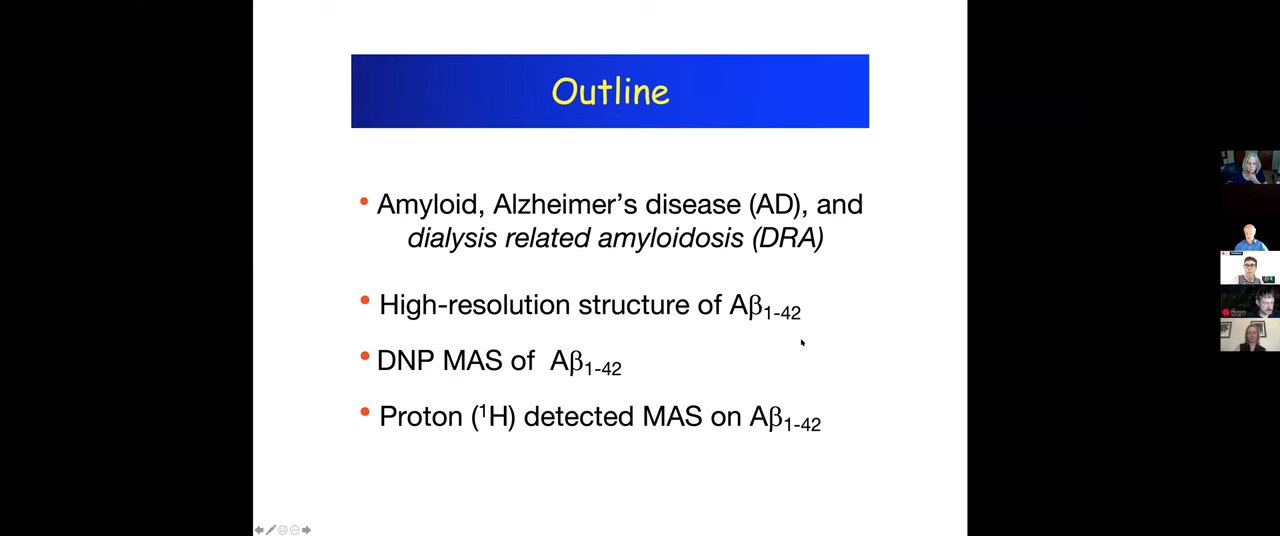 Outline
• Amyloid, Alzheimer’s disease (AD), and
dialysis related amyloidosis (DRA)
• High-resolution structure of Aβ₁₋₄₂
• DNP MAS of Aβ₁₋₄₂
• Proton (¹H) detected MAS on Aβ₁₋₄₂